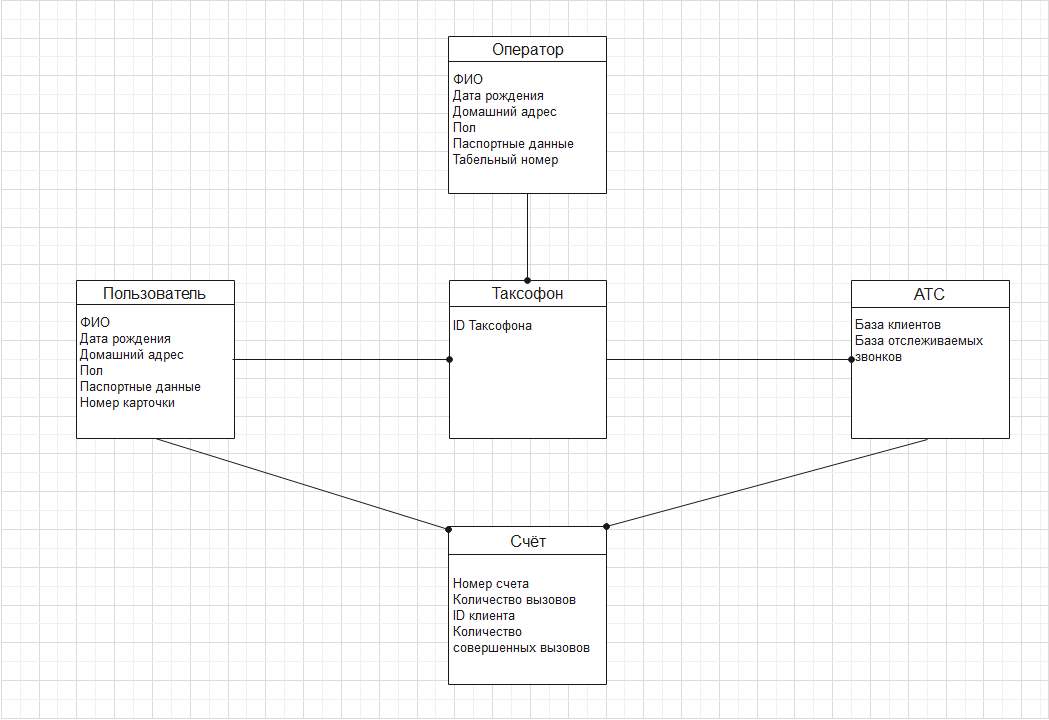 Оператор
ФИО
Дата рождения
Домашний адрес
Пол
Паспортные данные
Табельный номер
Пользователь
ФИО
Дата рождения
Домашний адрес
Пол
Паспортные данные
Номер карточки
Таксофон
ID Таксофона
АТС
База клиентов
База отслеживаемых
звонков
Счёт
Номер счета
Количество вызовов
ID клиента
Количество
совершенных вызовов